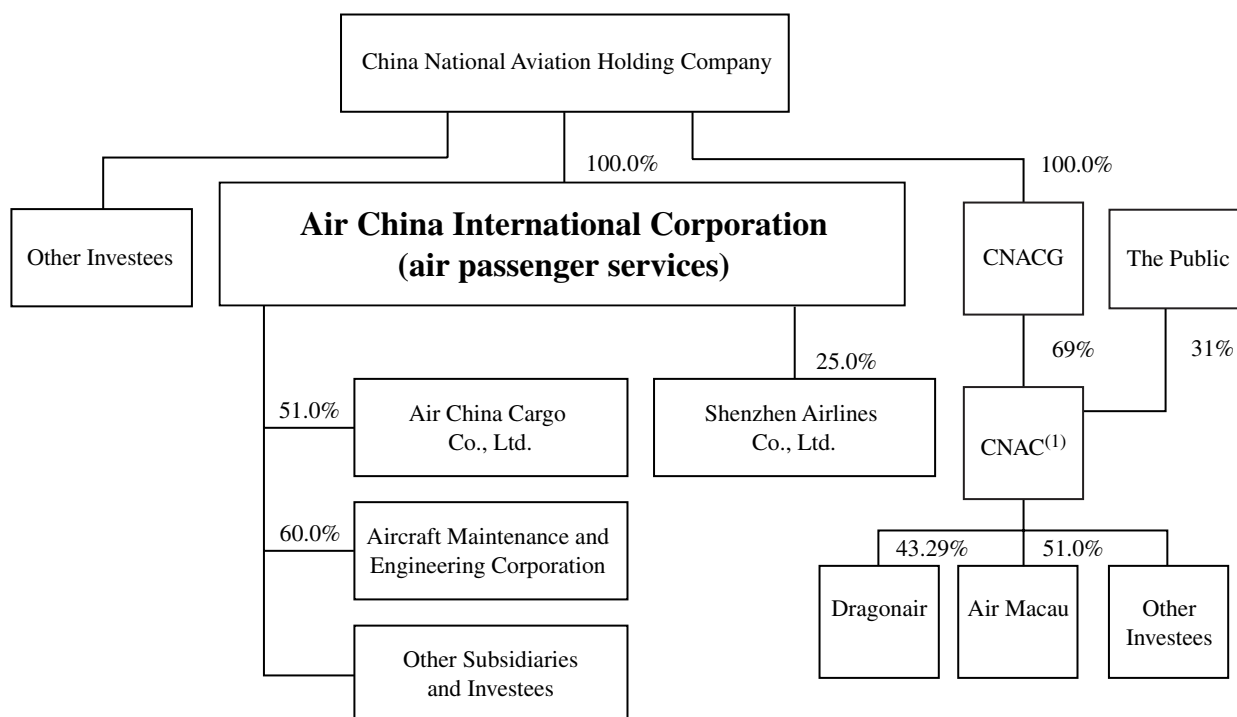 China National Aviation Holding Company
100.0%
100.0%
Other Investees
Air China International Corporation
(air passenger services)
CNACG
The Public
69%
31%
25.0%
51.0%
Air China Cargo
Co., Ltd.
Shenzhen Airlines
Co., Ltd.
CNAC(1)
60.0%
Aircraft Maintenance and
Engineering Corporation
43.29%
51.0%
Dragonair
Air Macau
Other
Investees
Other Subsidiaries
and Investees